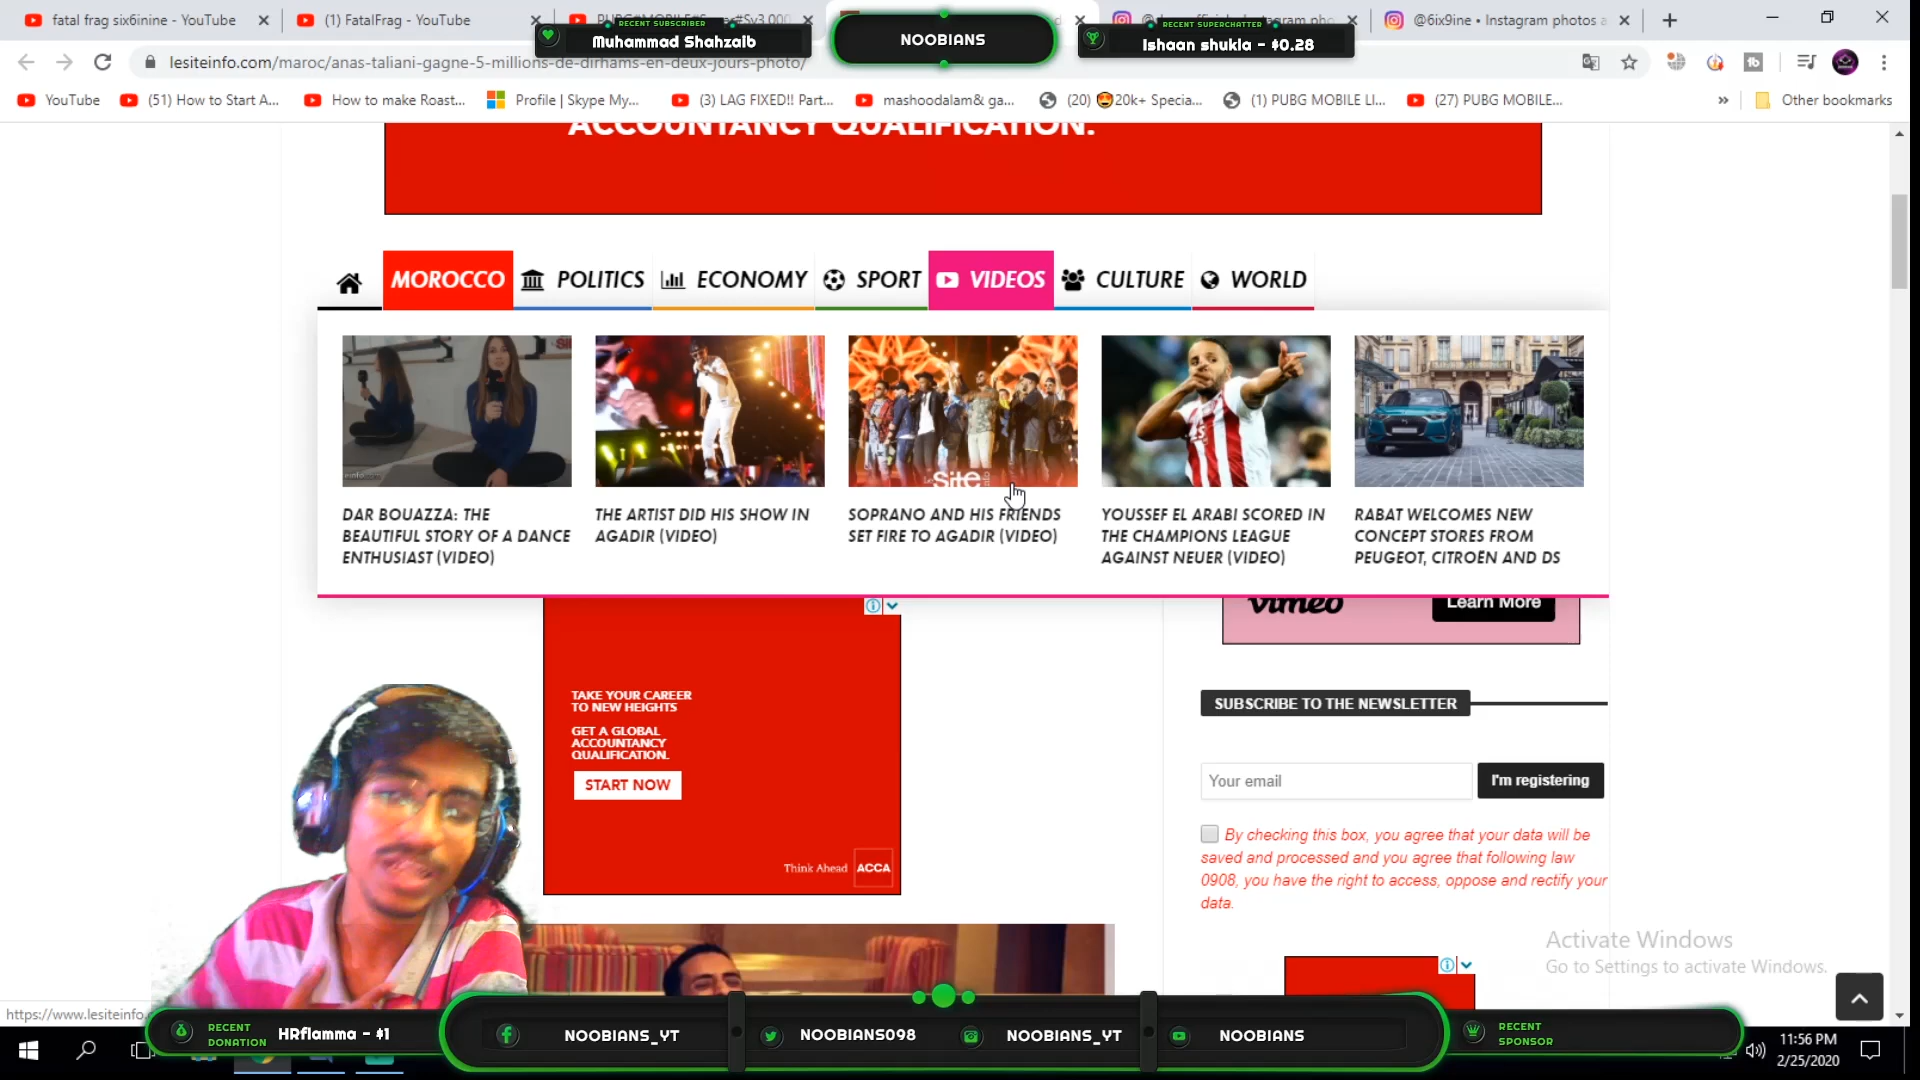 fatal frag six6inine - YouTube
(1) FatalFrag - YouTube
@6ix9ine • Instagram photos a
RECENT SUBSCRIBER
Muhammad Shahzaib
NOOBIANS
RECENT SUPERCHATTER
Ishaan shukla - $0.28
lesiteinfo.com/maroc/anas-taliani-gagne-5-millions-de-dirhams-en-deux-jours-photo/
YouTube
(51) How to Start A...
How to make Roast...
Profile | Skype My...
(3) LAG FIXED!! Part...
mashoodalam& ga...
(20) 😍20k+ Specia...
(1) PUBG MOBILE LI...
(27) PUBG MOBILE...
»
Other bookmarks
ACCOUNTANCY QUALIFICATION.
MOROCCO
POLITICS
ECONOMY
SPORT
VIDEOS
CULTURE
WORLD
DAR BOUAZZA: THE
BEAUTIFUL STORY OF A DANCE
ENTHUSIAST (VIDEO)
THE ARTIST DID HIS SHOW IN
AGADIR (VIDEO)
Site
SOPRANO AND HIS FRIENDS
SET FIRE TO AGADIR (VIDEO)
YOUSSEF EL ARABI SCORED IN
THE CHAMPIONS LEAGUE
AGAINST NEUER (VIDEO)
RABAT WELCOMES NEW
CONCEPT STORES FROM
PEUGEOT, CITROËN AND DS
TAKE YOUR CAREER
TO NEW HEIGHTS
GET A GLOBAL
ACCOUNTANCY
QUALIFICATION.
START NOW
Think Ahead ACCA
vimeo
Learn More
SUBSCRIBE TO THE NEWSLETTER
Your email
I'm registering
By checking this box, you agree that your data will be
saved and processed and you agree that following law
0908, you have the right to access, oppose and rectify your
data.
Activate Windows
Go to Settings to activate Windows.
https://www.lesiteinfo.
RECENT
DONATION
HRflamma - $1
NOOBIANS_YT
NOOBIANS098
NOOBIANS_YT
NOOBIANS
RECENT
SPONSOR
11:56 PM
2/25/2020